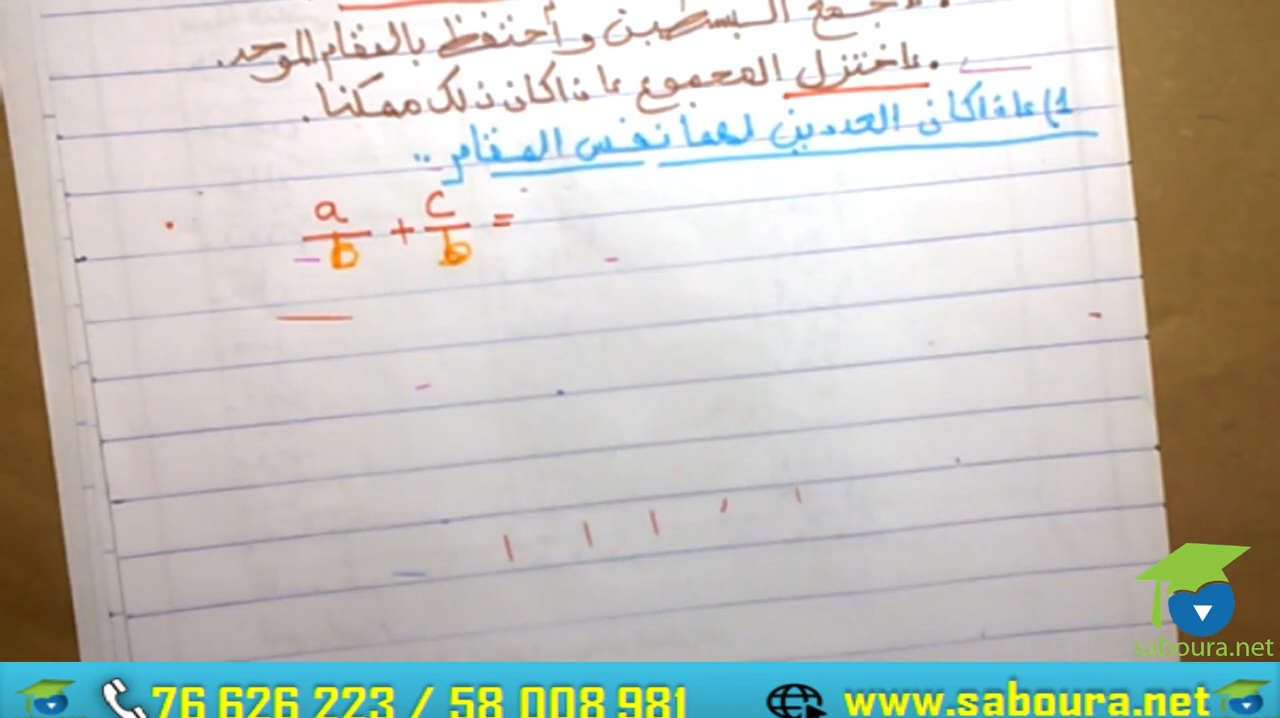 • أجمع البسطين و أحتفظ بالمقام الموحد.
• اختزل المجموع إذا كان ذلك ممكنا.
1) إذا كان العددين لهما نفس المقام..
a/b + c/b =
saboura.net
76 626 223 / 58 008 981
www.saboura.net